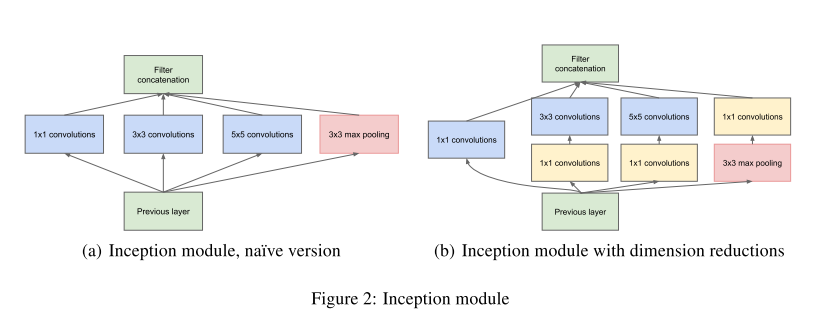 Filter
concatenation
1x1 convolutions
3x3 convolutions
5x5 convolutions
3x3 max pooling
Previous layer
(a) Inception module, naïve version
Filter
concatenation
3x3 convolutions
5x5 convolutions
1x1 convolutions
1x1 convolutions
1x1 convolutions
1x1 convolutions
3x3 max pooling
Previous layer
(b) Inception module with dimension reductions
Figure 2: Inception module